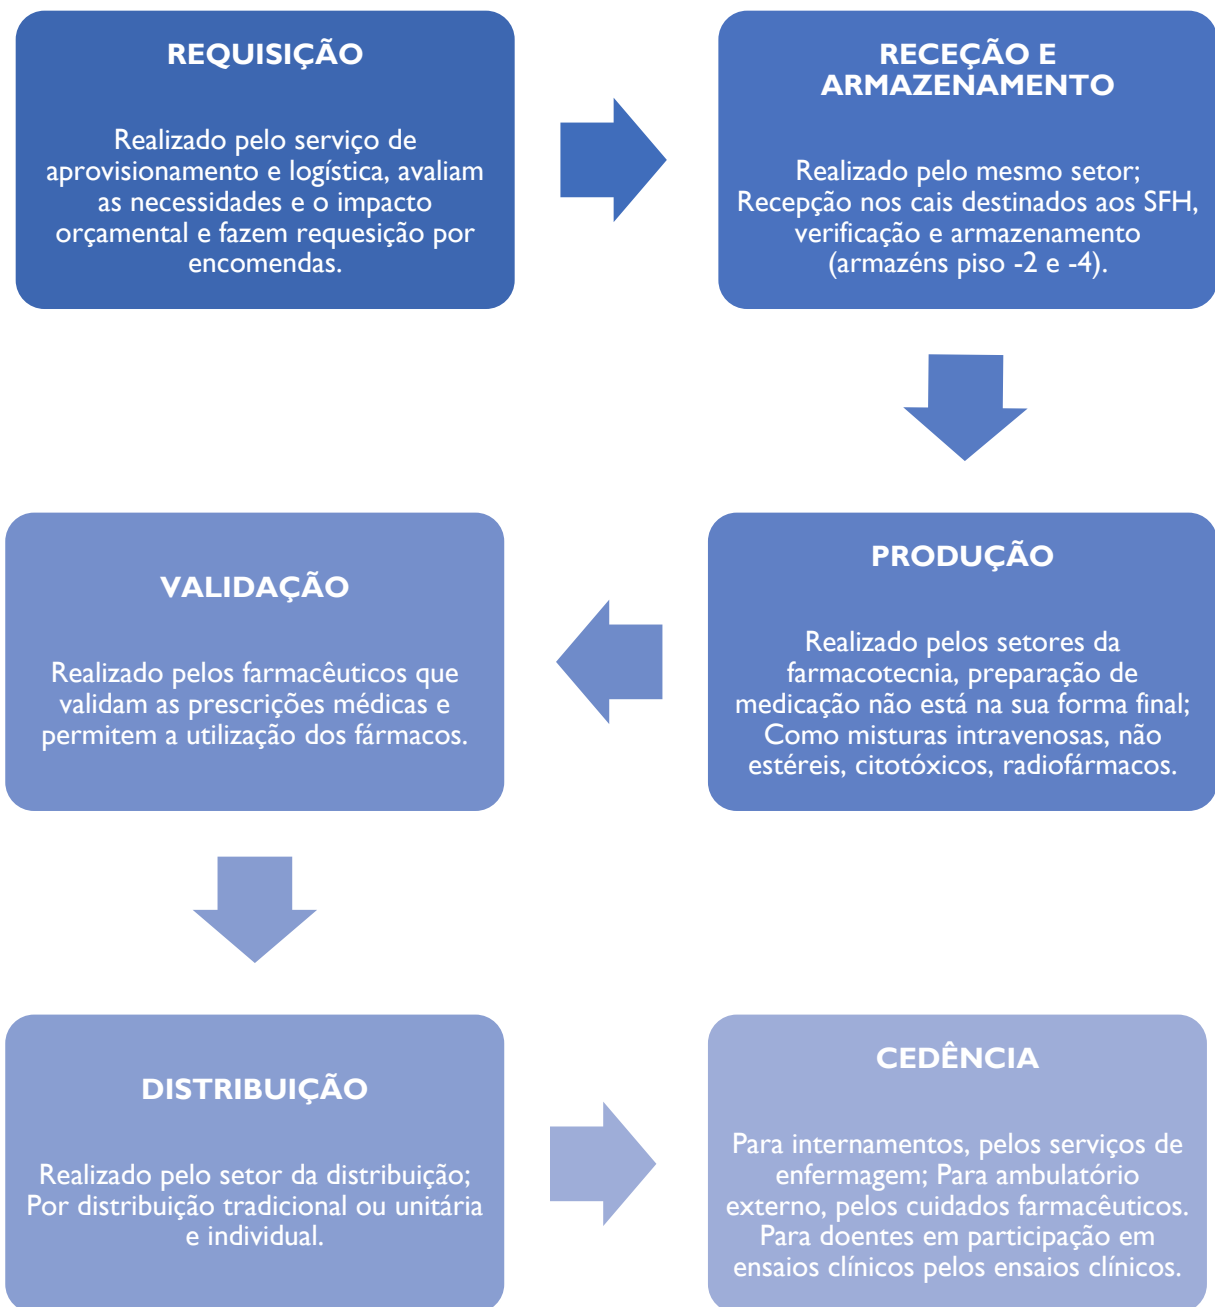 REQUISIÇÃO
Realizado pelo serviço de
aprovisionamento e logística, avaliam
as necessidades e o impacto
orçamental e fazem requesição por
encomendas.
RECEÇÃO E
ARMAZENAMENTO
Realizado pelo mesmo setor;
Recepção nos cais destinados aos SFH,
verificação e armazenamento
(armazéns piso -2 e -4).
PRODUÇÃO
Realizado pelos setores da
farmacotecnia, preparação de
medicação não está na sua forma final;
Como misturas intravenosas, não
estéreis, citotóxicos, radiofármacos.
VALIDAÇÃO
Realizado pelos farmacêuticos que
validam as prescrições médicas e
permitem a utilização dos fármacos.
DISTRIBUIÇÃO
Realizado pelo setor da distribuição;
Por distribuição tradicional ou unitária
e individual.
CEDÊNCIA
Para internamentos, pelos serviços de
enfermagem; Para ambulatório
externo, pelos cuidados farmacêuticos.
Para doentes em participação em
ensaios clínicos pelos ensaios clínicos.